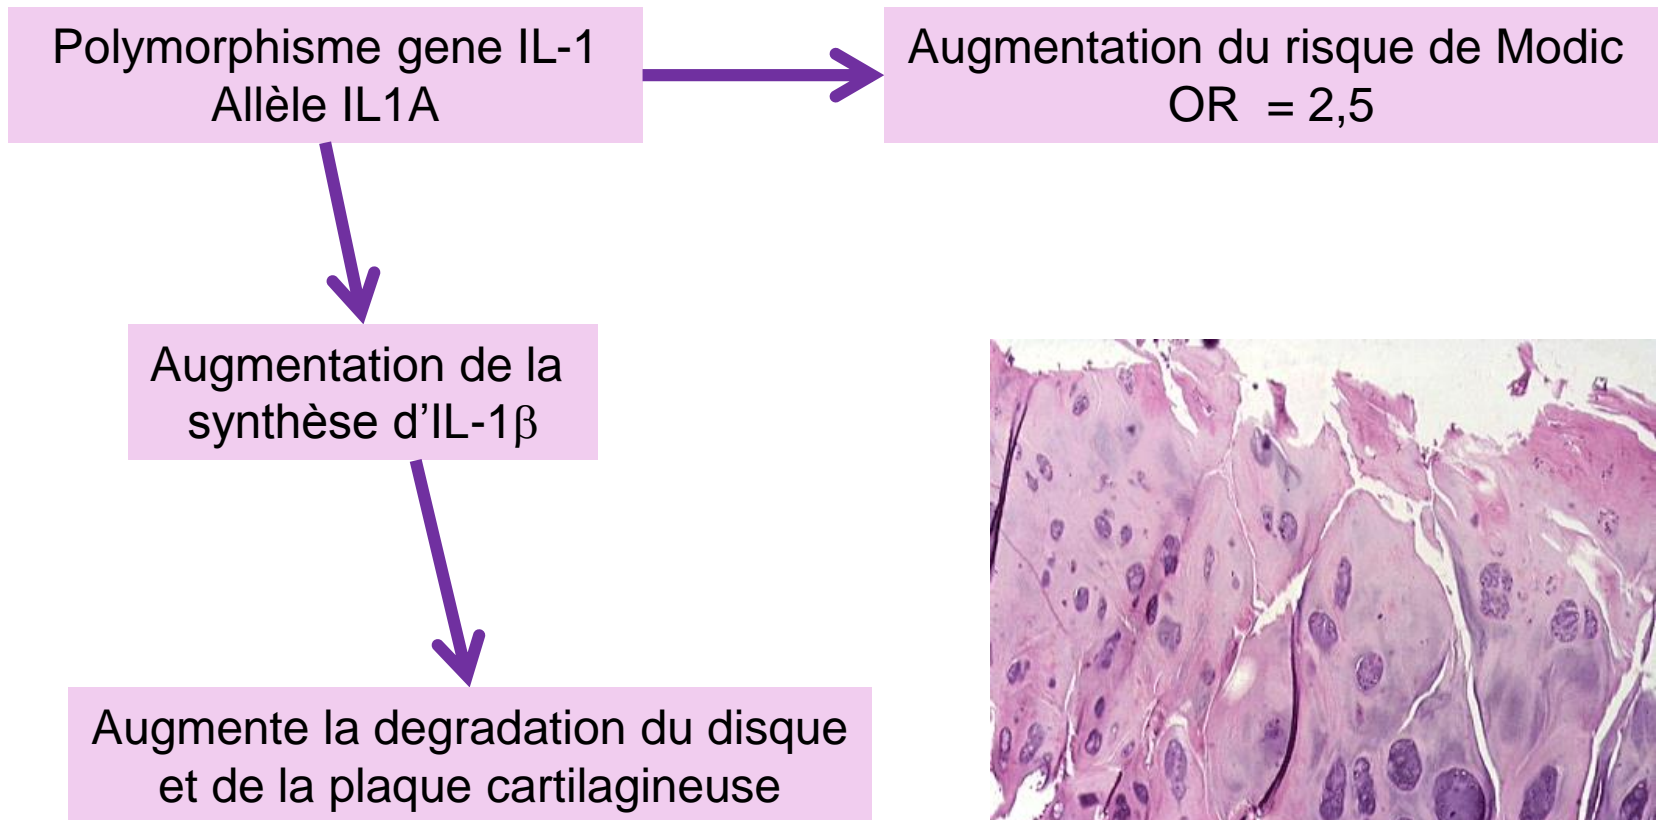 Polymorphisme gene IL-1
Allèle IL1A
Augmentation du risque de Modic
OR = 2,5
Augmentation de la
synthèse d’IL-1β
Augmente la degradation du disque
et de la plaque cartilagineuse